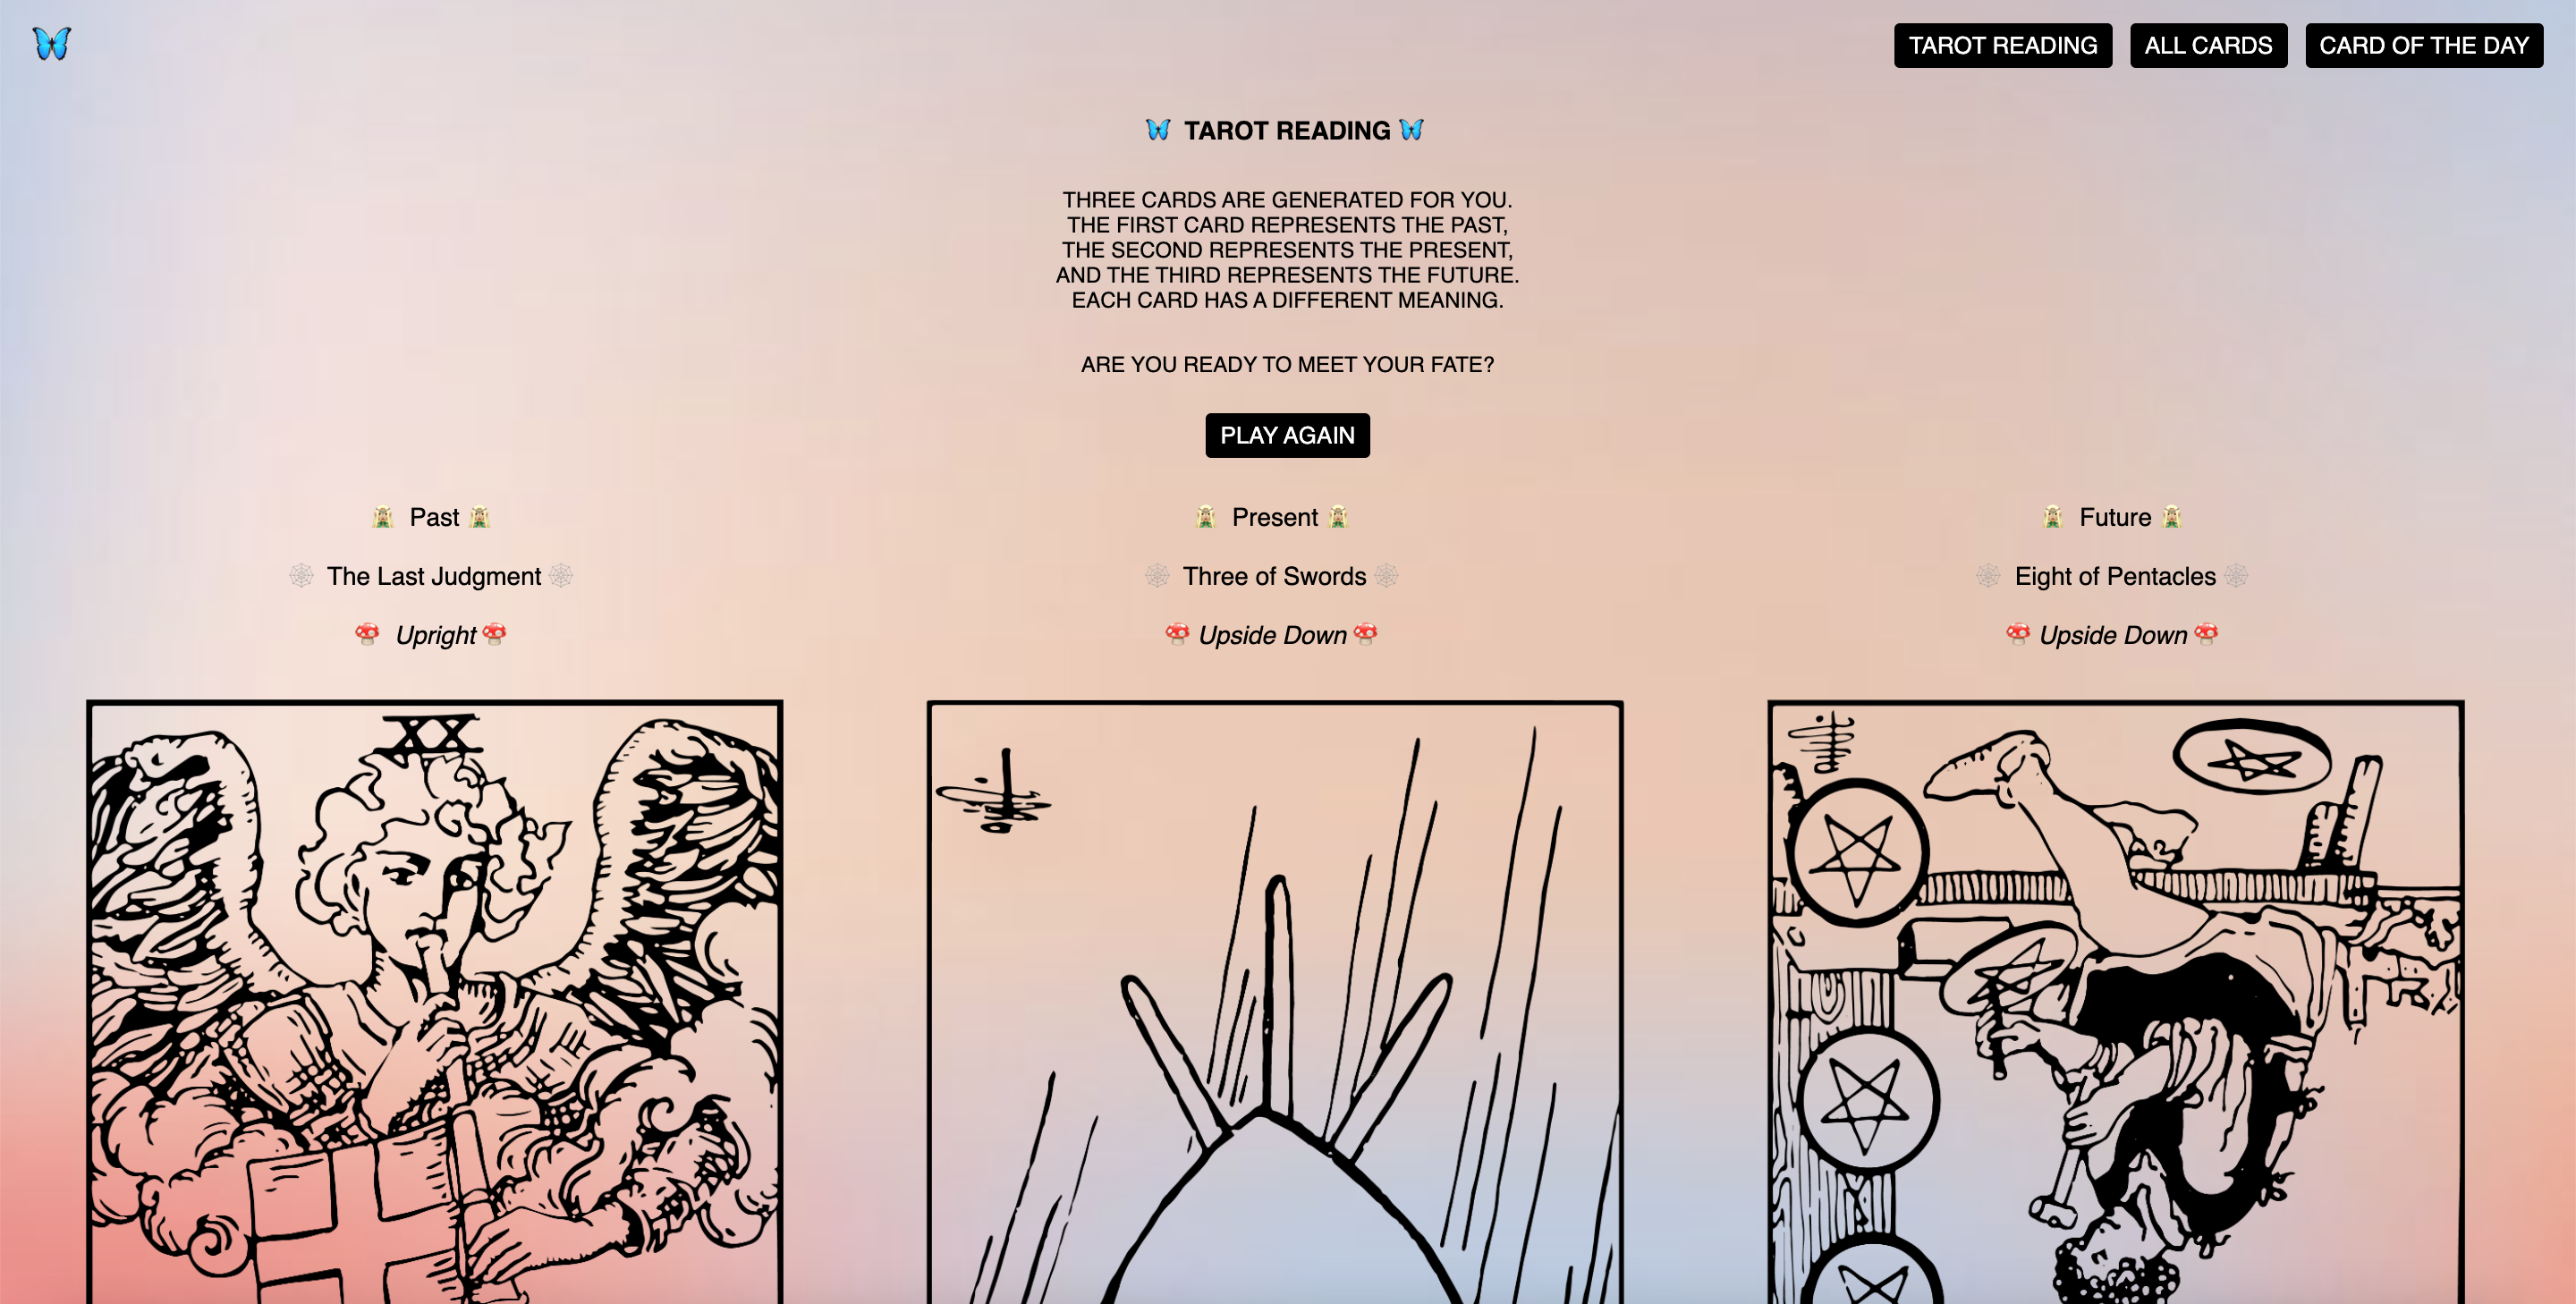 TAROT READING
ALL CARDS
CARD OF THE DAY
TAROT READING
THREE CARDS ARE GENERATED FOR YOU.
THE FIRST CARD REPRESENTS THE PAST,
THE SECOND REPRESENTS THE PRESENT,
AND THE THIRD REPRESENTS THE FUTURE.
EACH CARD HAS A DIFFERENT MEANING.
ARE YOU READY TO MEET YOUR FATE?
PLAY AGAIN
Past
The Last Judgment
Upright
XX
Present
Three of Swords
Upside Down
Future
Eight of Pentacles
Upside Down